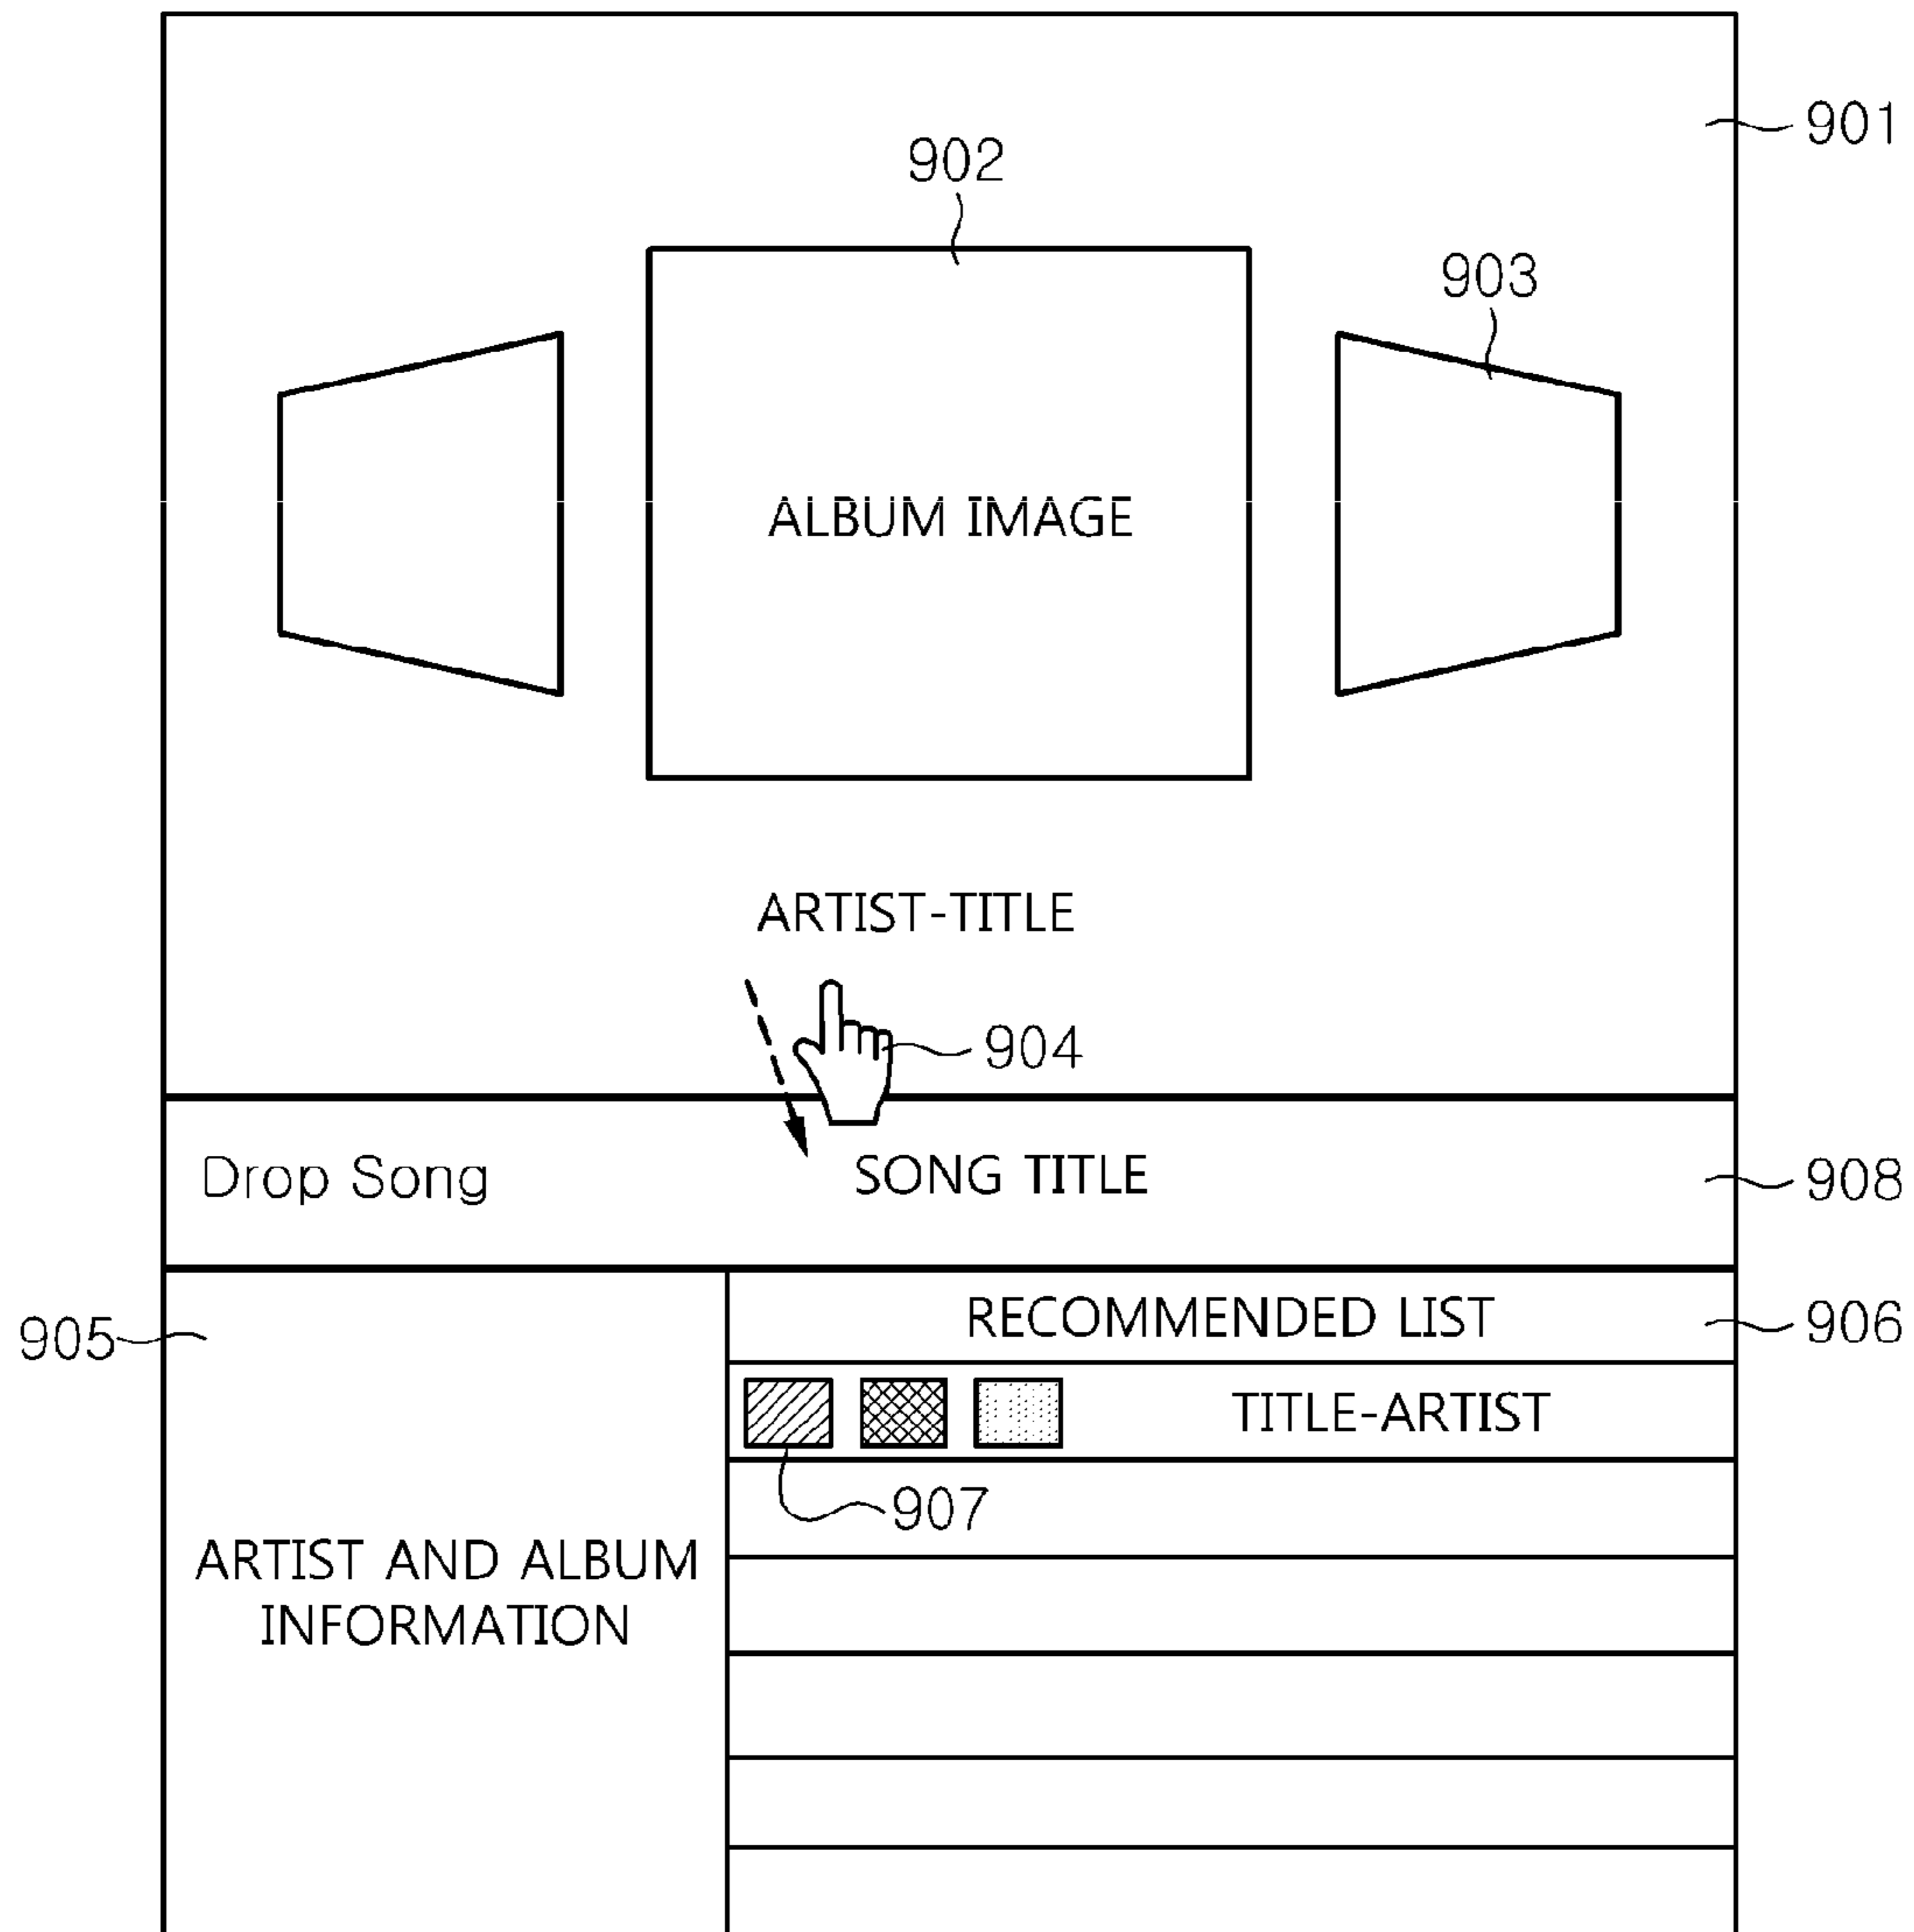 901
902
903
ALBUM IMAGE
ARTIST-TITLE
904
Drop Song SONG TITLE
908
905
RECOMMENDED LIST
906
TITLE-ARTIST
907
ARTIST AND ALBUM
INFORMATION